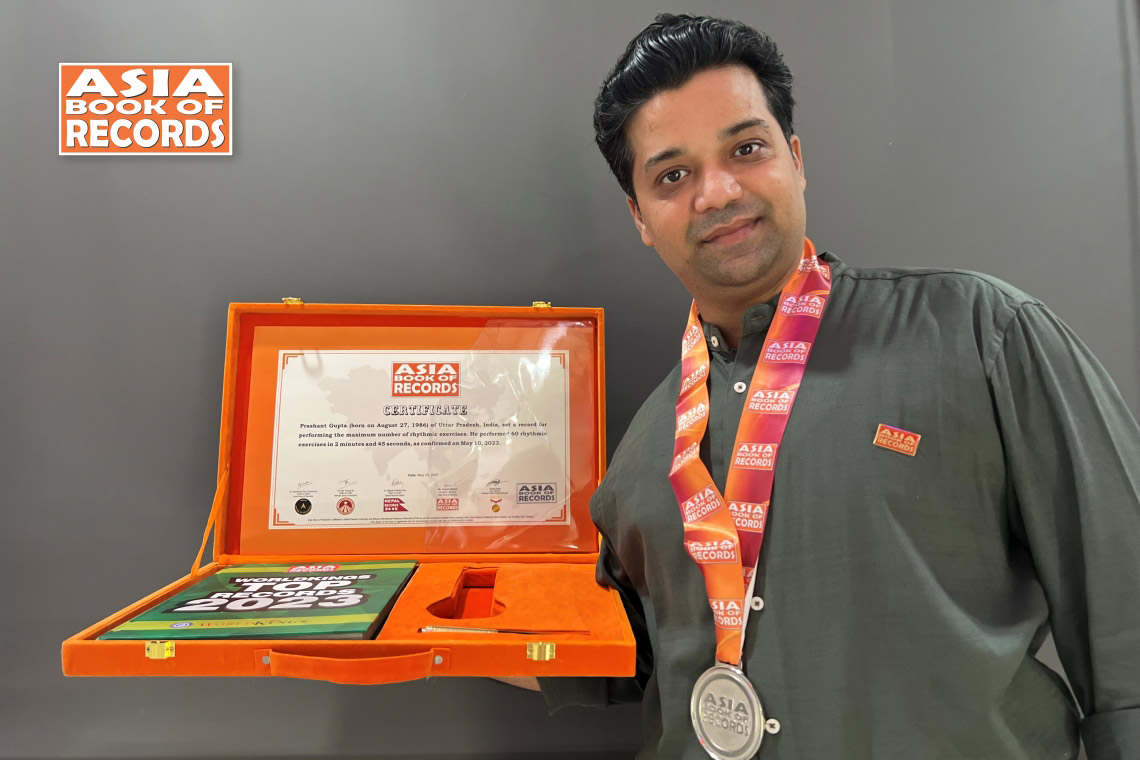 ASIA
BOOK OF
RECORDS
ASIA
BOOK OF
RECORDS
CERTIFICATE
Prashant Gupta (born on August 27, 1986) of Uttar Pradesh, India, set a record for
performing the maximum number of rhythmic exercises. He performed 60 rhythmic
exercises in 2 minutes and 45 seconds, as confirmed on May 10, 2023.
ASIA
BOOK OF
RECORDS
WORLDKINGS
TOP
RECORDS
2023
ASIA
BOOK OF
RECORDS
ASIA
BOOK OF
RECORDS
ASIA
BOOK OF
RECORDS